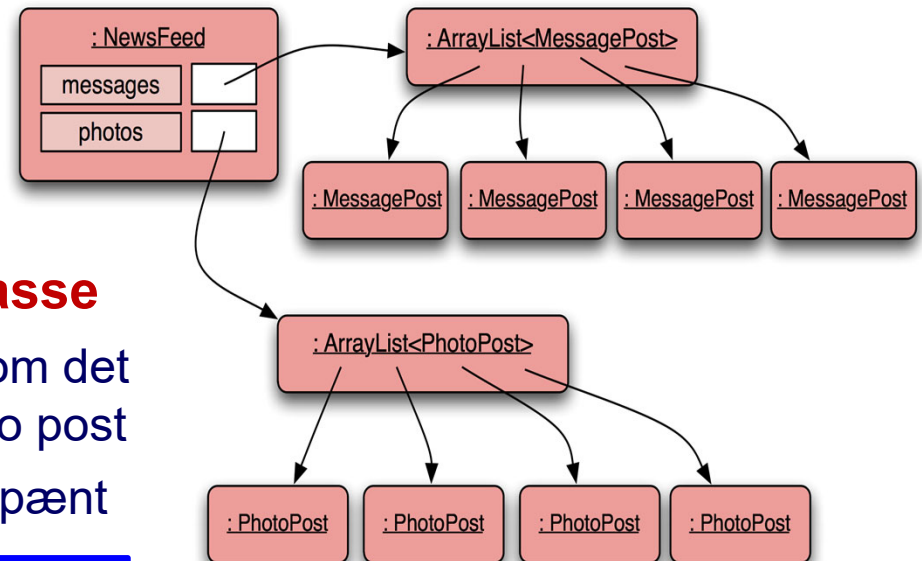 : NewsFeed
messages
photos
: ArrayList<MessagePost>
: MessagePost
: MessagePost
: MessagePost
: MessagePost
asse
om det
o post
pænt
: ArrayList<PhotoPost>
: PhotoPost
: PhotoPost
: PhotoPost
: PhotoPost